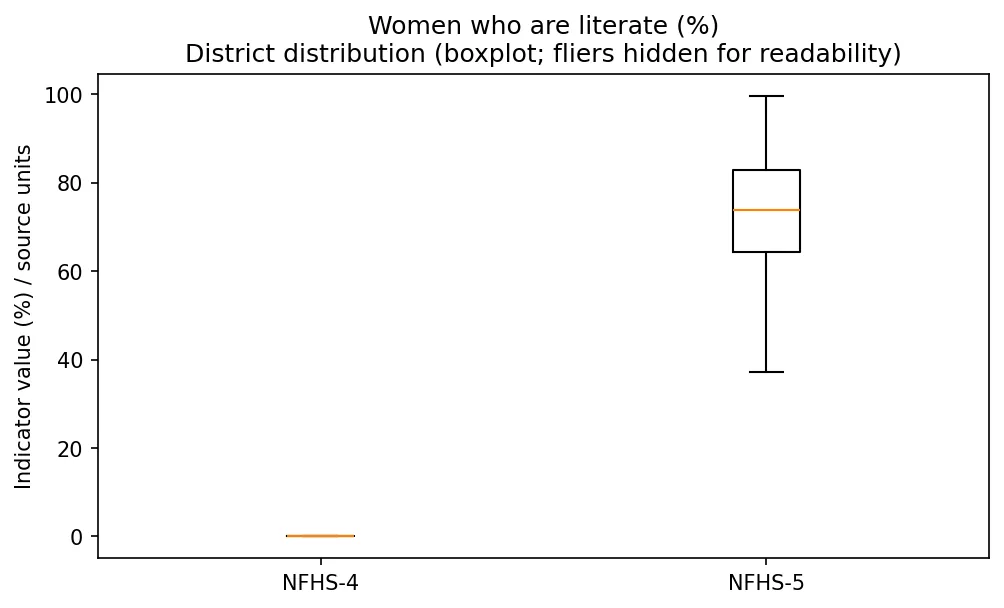 Women who are literate (%)
District distribution (boxplot; fliers hidden for readability)
Indicator value (%) / source units
100
80
60
40
20
0
NFHS-4
NFHS-5